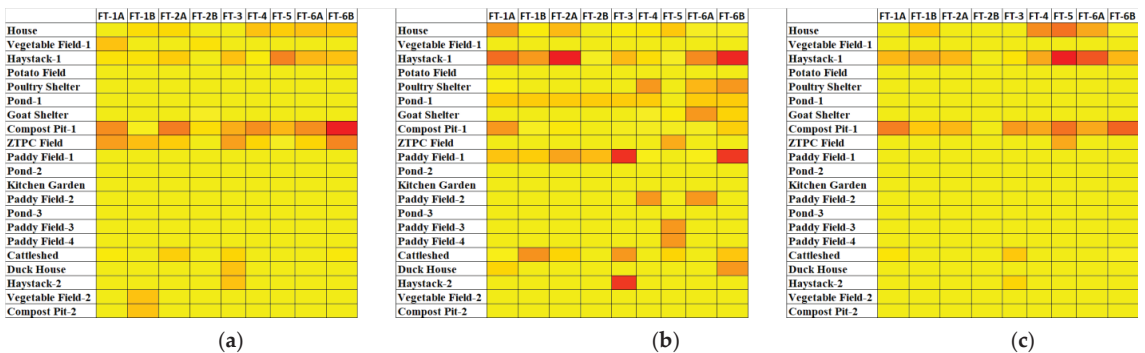 FT-1A FT-1B FT-2A FT-2B FT-3 FT-4 FT-5 FT-6A FT-6B
House
Vegetable Field-1
Haystack-1
Potato Field
Poultry Shelter
Pond-1
Goat Shelter
Compost Pit-1
ZTPC Field
Paddy Field-1
Pond-2
Kitchen Garden
Paddy Field-2
Pond-3
Paddy Field-3
Paddy Field-4
Cattleshed
Duck House
Haystack-2
Vegetable Field-2
Compost Pit-2
(a)
FT-1A FT-1B FT-2A FT-2B FT-3 FT-4 FT-5 FT-6A FT-6B
House
Vegetable Field-1
Haystack-1
Potato Field
Poultry Shelter
Pond-1
Goat Shelter
Compost Pit-1
ZTPC Field
Paddy Field-1
Pond-2
Kitchen Garden
Paddy Field-2
Pond-3
Paddy Field-3
Paddy Field-4
Cattleshed
Duck House
Haystack-2
Vegetable Field-2
Compost Pit-2
(b)
FT-1A FT-1B FT-2A FT-2B FT-3 FT-4 FT-5 FT-6A FT-6B
House
Vegetable Field-1
Haystack-1
Potato Field
Poultry Shelter
Pond-1
Goat Shelter
Compost Pit-1
ZTPC Field
Paddy Field-1
Pond-2
Kitchen Garden
Paddy Field-2
Pond-3
Paddy Field-3
Paddy Field-4
Cattleshed
Duck House
Haystack-2
Vegetable Field-2
Compost Pit-2
(c)